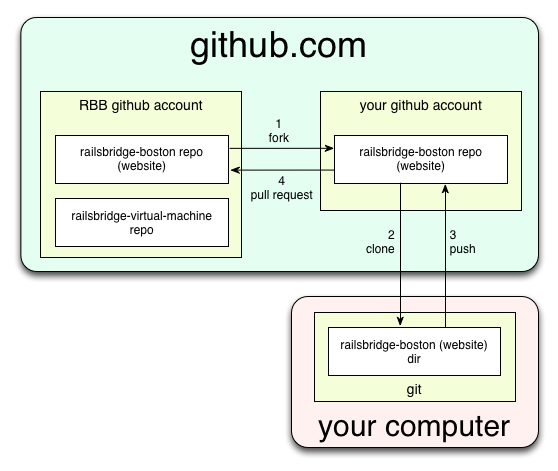 github.com
RBB github account
railsbridge-boston repo
(website)
railsbridge-virtual-machine
repo
1
fork
4
pull request
your github account
railsbridge-boston repo
(website)
2
clone
3
push
railsbridge-boston (website)
dir
git
your computer